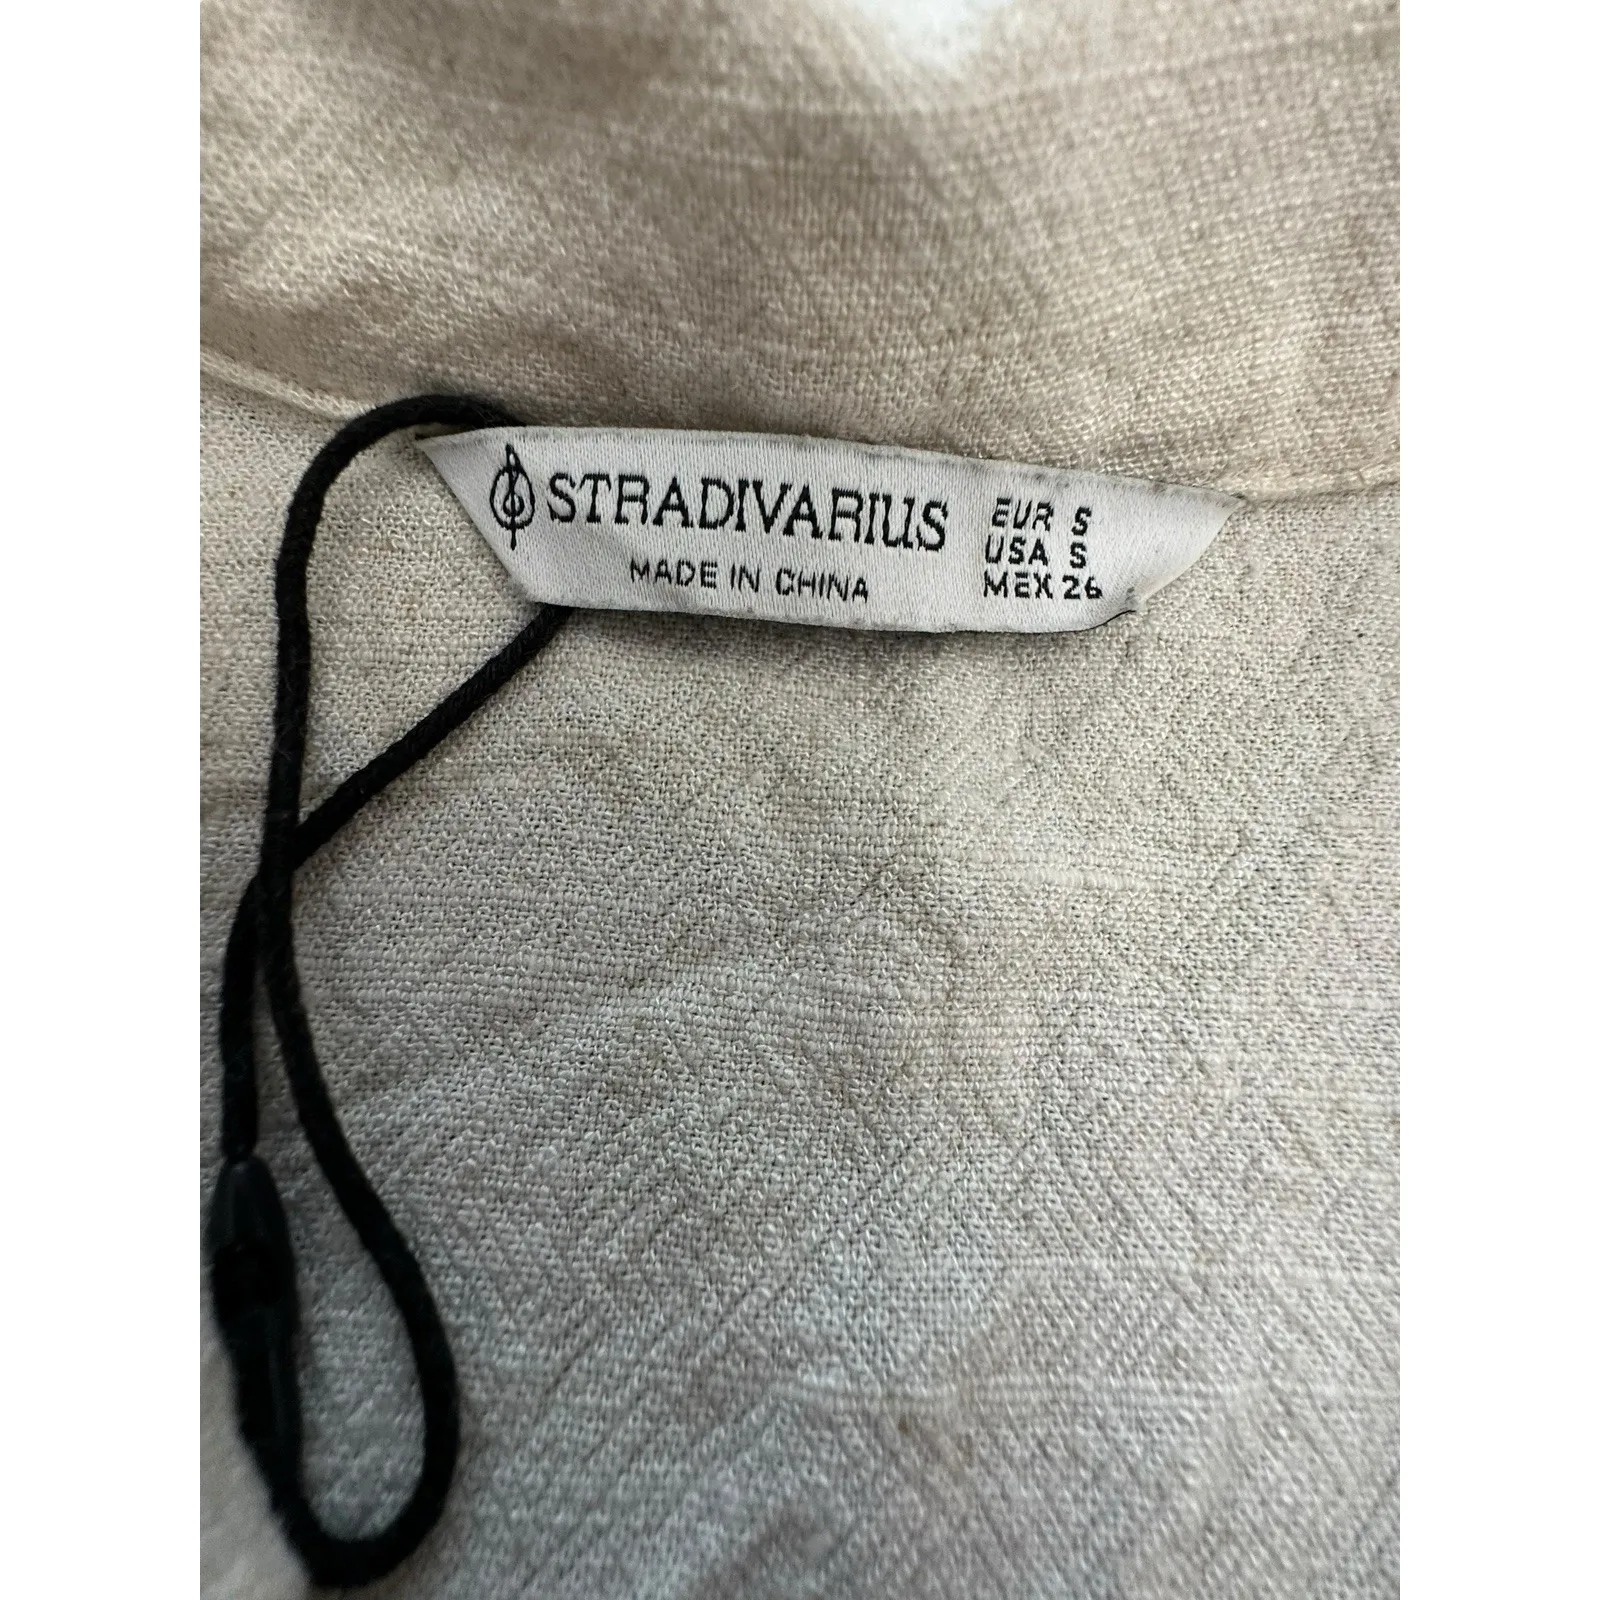 STRADIVARIUS
MADE IN CHINA
EUR S
USA S
MEX 26